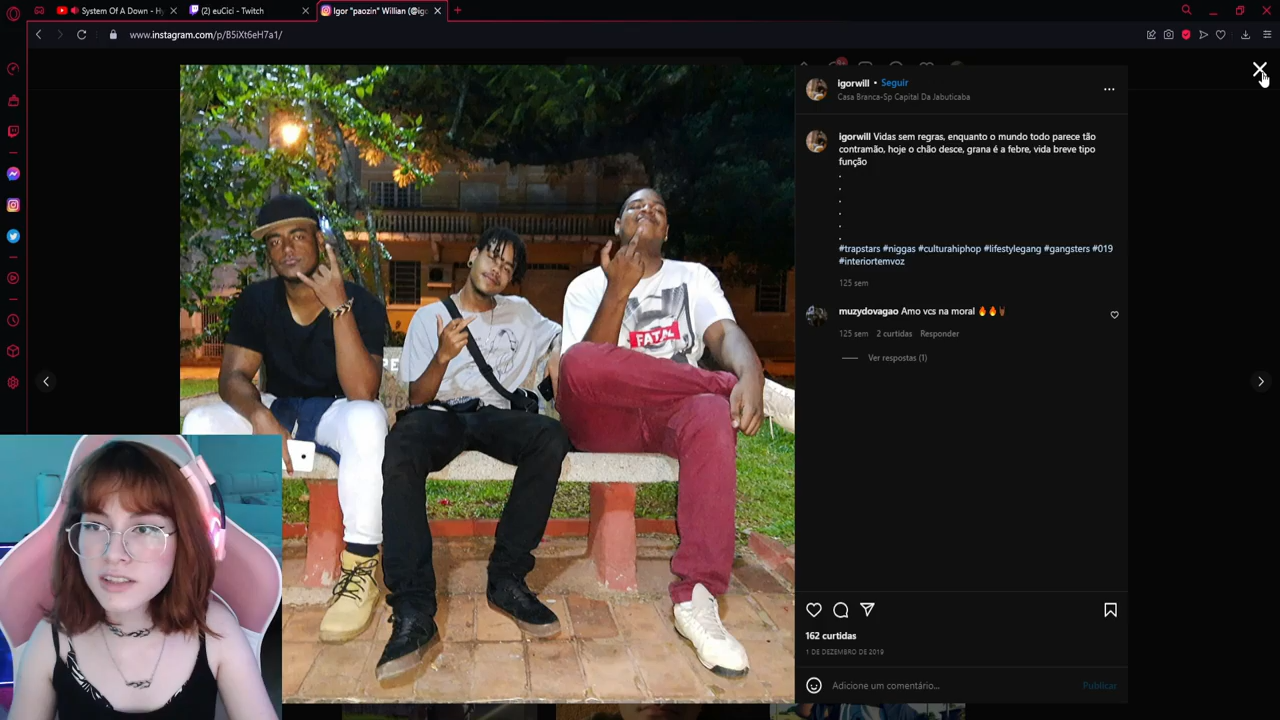 System Of A Down - Hy
(2) euCici - Twitch
Igor "paozin" Willian (@igo
www.instagram.com/p/B5iXt6eH7a1/
igorwill • Seguir
Casa Branca-Sp Capital Da Jabuticaba
igorwill Vidas sem regras, enquanto o mundo todo parece tão
contramão, hoje o chão desce, grana é a febre, vida breve tipo
função
.
.
.
.
.
.
#trapstars #niggas #culturahiphop #lifestylegang #gangsters #019
#interiortemvoz
125 sem
muzydovagao Amo vcs na moral 🔥🔥🤘🏾
125 sem 2 curtidas Responder
Ver respostas (1)
FATAL
PE
162 curtidas
1 DE DEZEMBRO DE 2019
Adicione um comentário... Publicar